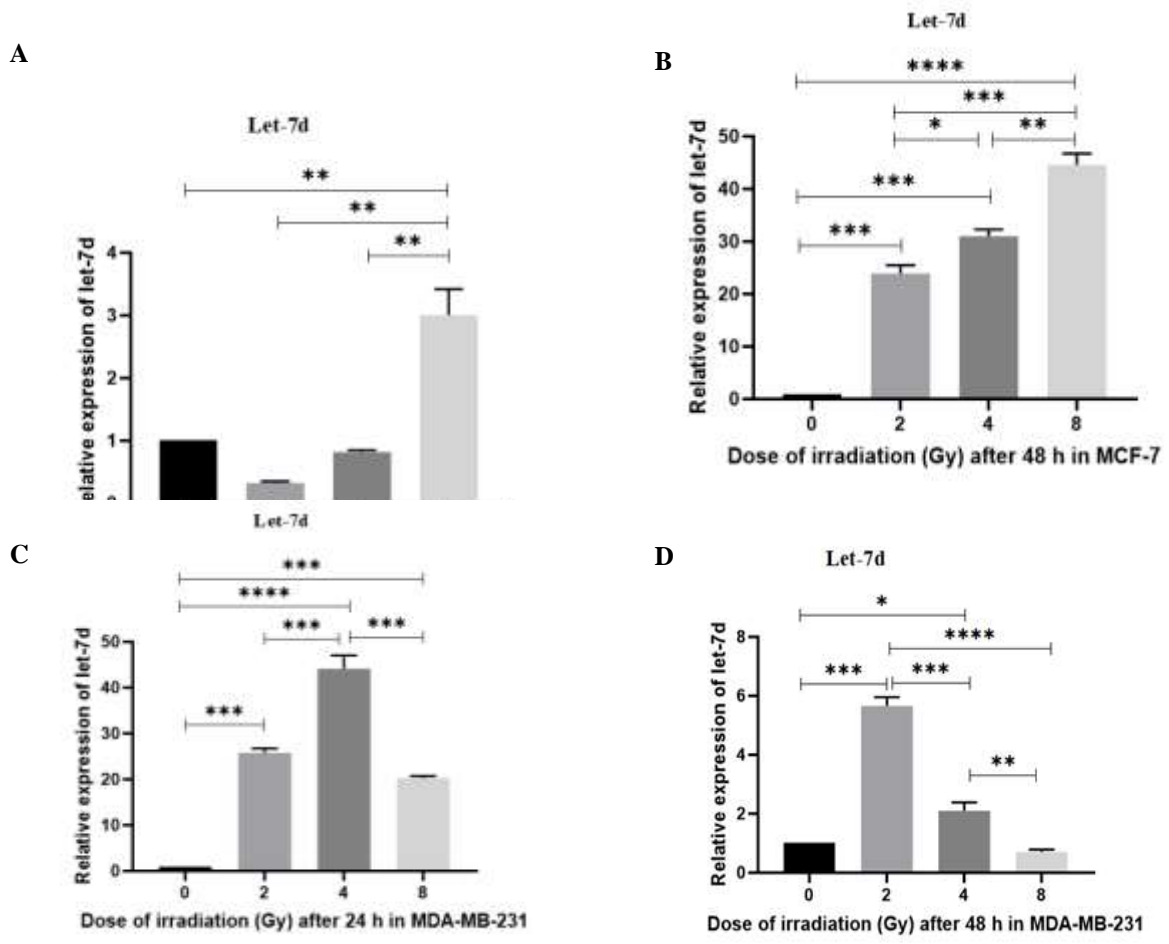 A
Let-7d
**
**
**
elative expression of let-7d
4
3
2
1
B
Let-7d
****
***
*
**
***
***
Relative expression of let-7d
50
40
30
20
10
0
0 2 4 8
Dose of irradiation (Gy) after 48 h in MCF-7
C
Let-7d
***
****
***
***
***
Relative expression of let-7d
50
40
30
20
10
0
0 2 4 8
Dose of irradiation (Gy) after 24 h in MDA-MB-231
D
Let-7d
*
****
***
***
**
Relative expression of let-7d
8
6
4
2
0
0 2 4 8
Dose of irradiation (Gy) after 48 h in MDA-MB-231